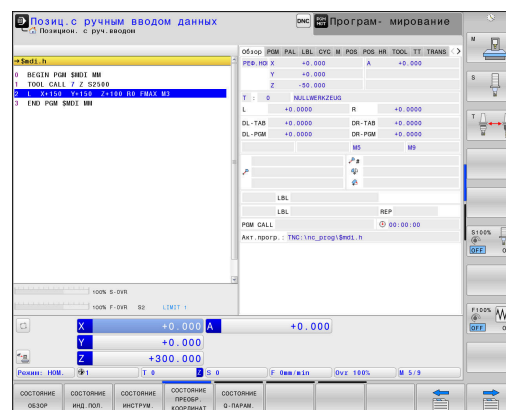 Позиц.с ручным вводом данных
Позицион. с руч.вводом
DNC
Програм- мирование
→$mdi.h
0 BEGIN PGM $MDI MM
1 TOOL CALL 7 Z S2500
2 L X+150 Y+150 Z+100 R0 FMAX M3
3 END PGM $MDI MM
Обзор PGM PAL LBL CYC M POS POS HR TOOL TT TRANS
РЕФ.НОМ X +0.000 A +0.000
Y +0.000
Z -50.000
T : 0 NULLWERKZEUG
L +0.0000 R +0.0000
DL-TAB +0.0000 DR-TAB +0.0000
DL-PGM +0.0000 DR-PGM +0.0000
M5 M9
P
LBL
LBL REP
PGM CALL 00:00:00
Акт.прогр.: TNC:\nc_prog\$mdi.h
100% S-OVR
100% F-OVR S2 LIMIT 1
X +0.000 A +0.000
Y +0.000
Z +300.000
Режим: НОМ. 1 T 0 Z S 0 F 0mm/min Ovr 100% M 5/9
СОСТОЯНИЕ ОБЗОР
СОСТОЯНИЕ ИНД.ПОЛ.
СОСТОЯНИЕ ИНСТРУМ.
СОСТОЯНИЕ ПРЕОБР. КООРДИНАТ
СОСТОЯНИЕ Q-ПАРАМ.
M
S
T
S100%
OFF
F100%
OFF